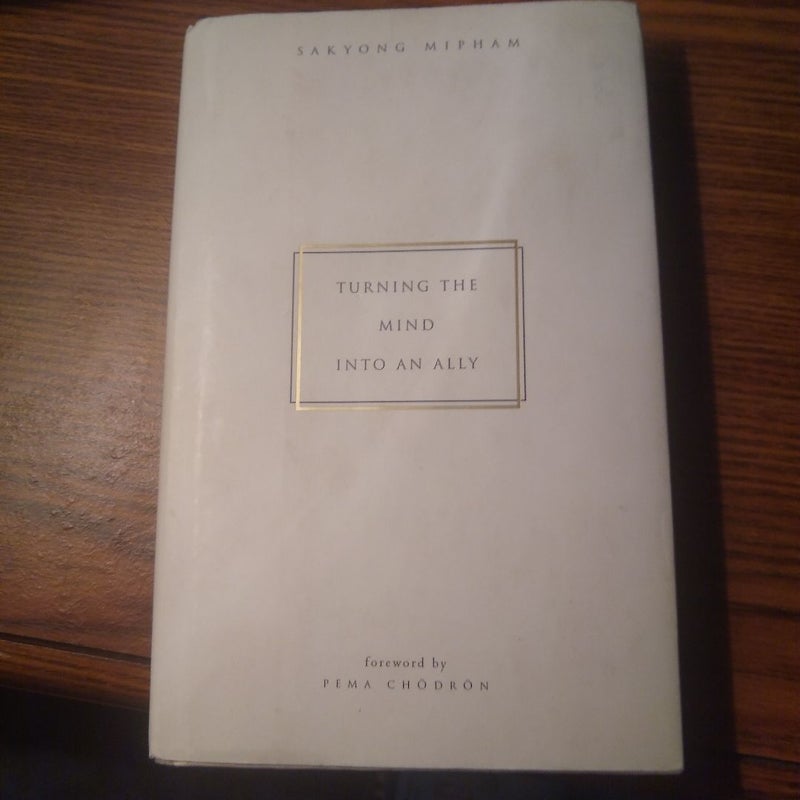 SAKYONG MIPHAM
TURNING THE
MIND
INTO AN ALLY
foreword by
PEMA CHÖDRÖN